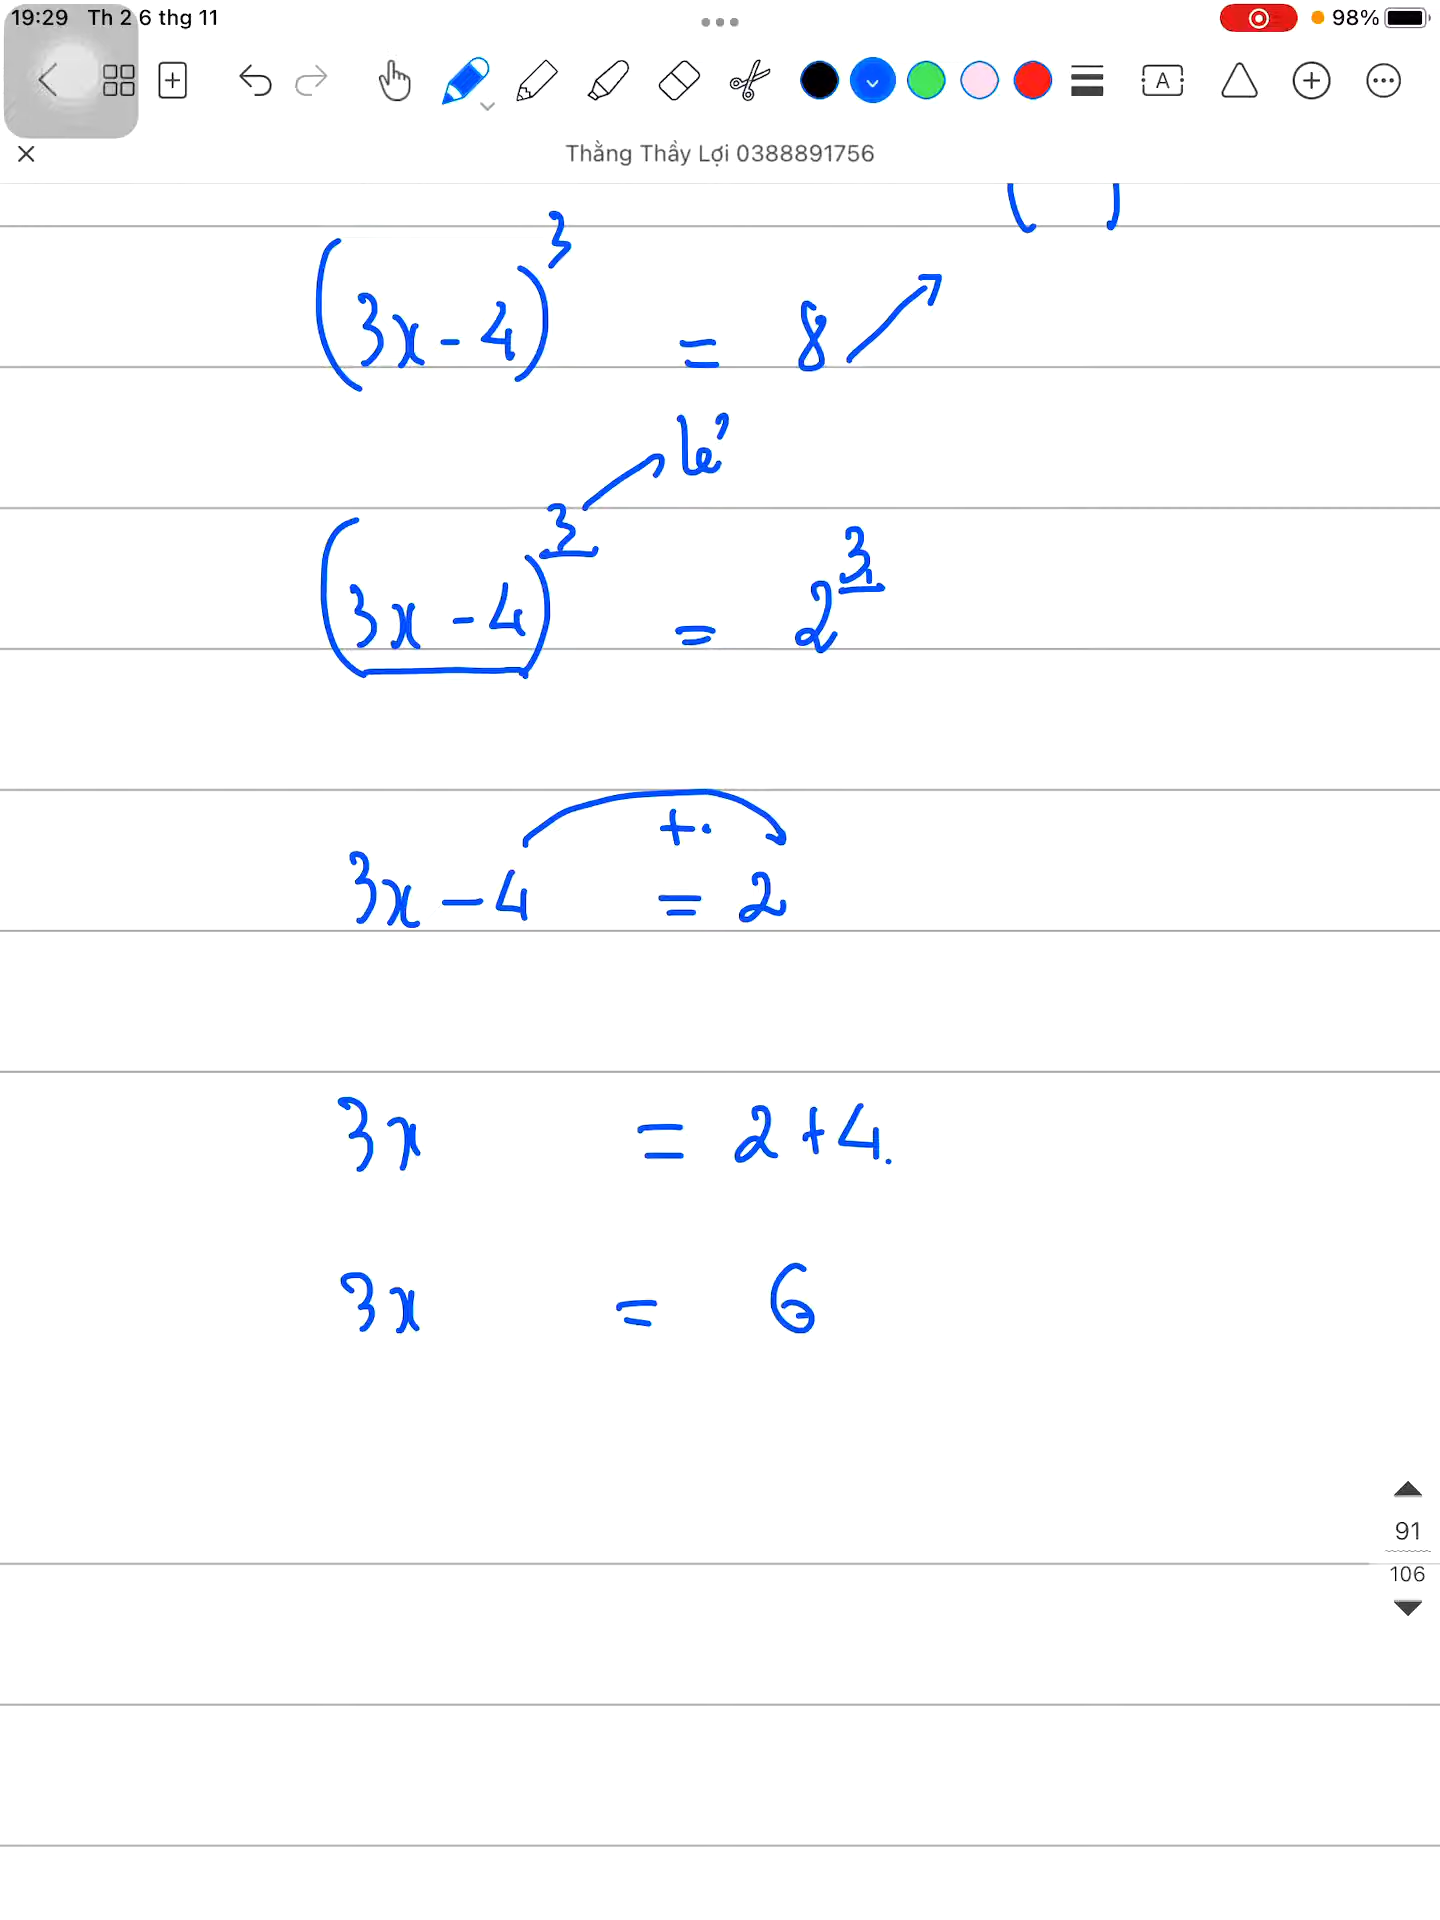 19:29 Th 2 6 thg 11 98%
A
Thằng Thầy Lợi 0388891756
( )
(3x - 4)³ = 8
lẻ
(3x - 4)³ = 2³
+.
3x - 4 = 2
3x = 2 + 4.
3x = 6
91
106